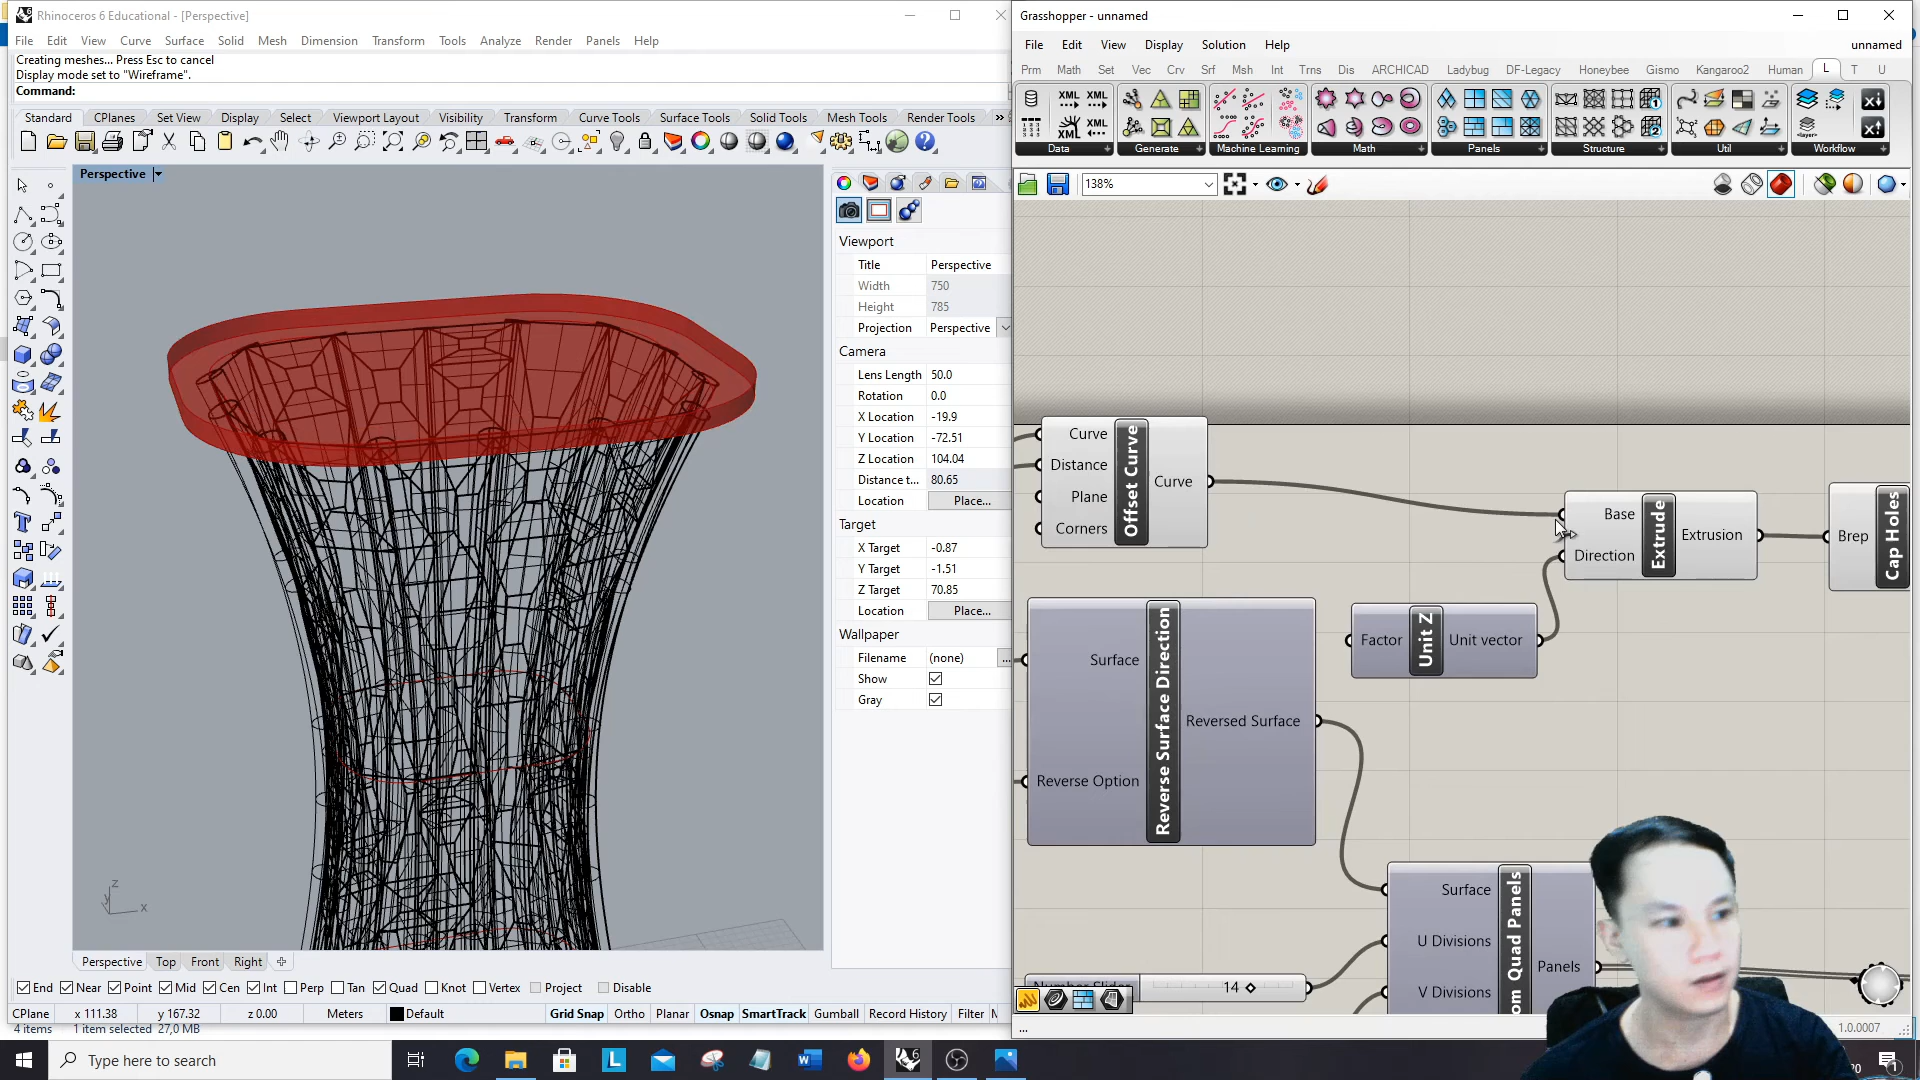 Rhinoceros 6 Educational - [Perspective]
File Edit View Curve Surface Solid Mesh Dimension Transform Tools Analyze Render Panels Help
Creating meshes... Press Esc to cancel
Display mode set to "Wireframe".
Command:
Standard CPlanes Set View Display Select Viewport Layout Visibility Transform Curve Tools Surface Tools Solid Tools Mesh Tools Render Tools »
Perspective
Viewport
Title Perspective
Width 750
Height 785
Projection Perspective
Camera
Lens Length 50.0
Rotation 0.0
X Location -19.9
Y Location -72.51
Z Location 104.04
Distance t... 80.65
Location Place...
Target
X Target -0.87
Y Target -1.51
Z Target 70.85
Location Place...
Wallpaper
Filename (none) ...
Show
Gray
z
y
x
Perspective Top Front Right
End Near Point Mid Cen Int Perp Tan Quad Knot Vertex Project Disable
CPlane x 111.38 y 167.32 z 0.00 Meters Default Grid Snap Ortho Planar Osnap SmartTrack Gumball Record History Filter M
4 items 1 item selected 27,0 MB
Type here to search
Grasshopper - unnamed
File Edit View Display Solution Help unnamed
Prm Math Set Vec Crv Srf Msh Int Trns Dis ARCHICAD Ladybug DF-Legacy Honeybee Gismo Kangaroo2 Human L T U
XML XML
XML XML
Data Generate Machine Learning Math Panels Structure Util Workflow
138%
Curve
Distance
Plane
Corners
Offset Curve
Curve
Base
Direction
Extrude
Extrusion
Brep
Cap Holes
Factor
Unit Z
Unit vector
Surface
Reverse Option
Reverse Surface Direction
Reversed Surface
Surface
U Divisions
V Divisions
om Quad Panels
Panels
Number Slider
14
...
1.0.0007